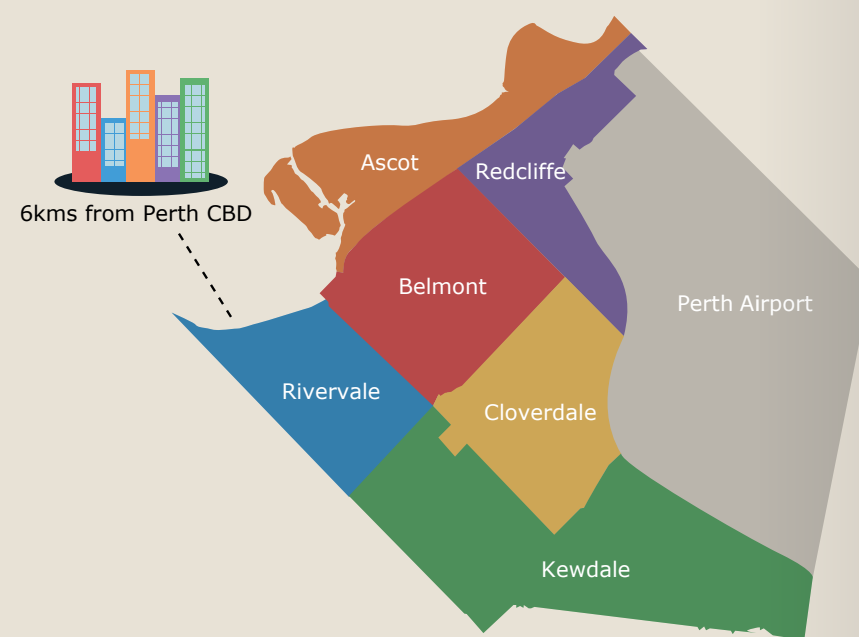 Ascot
Redcliffe
6kms from Perth CBD
Belmont
Perth Airport
Rivervale
Cloverdale
Kewdale